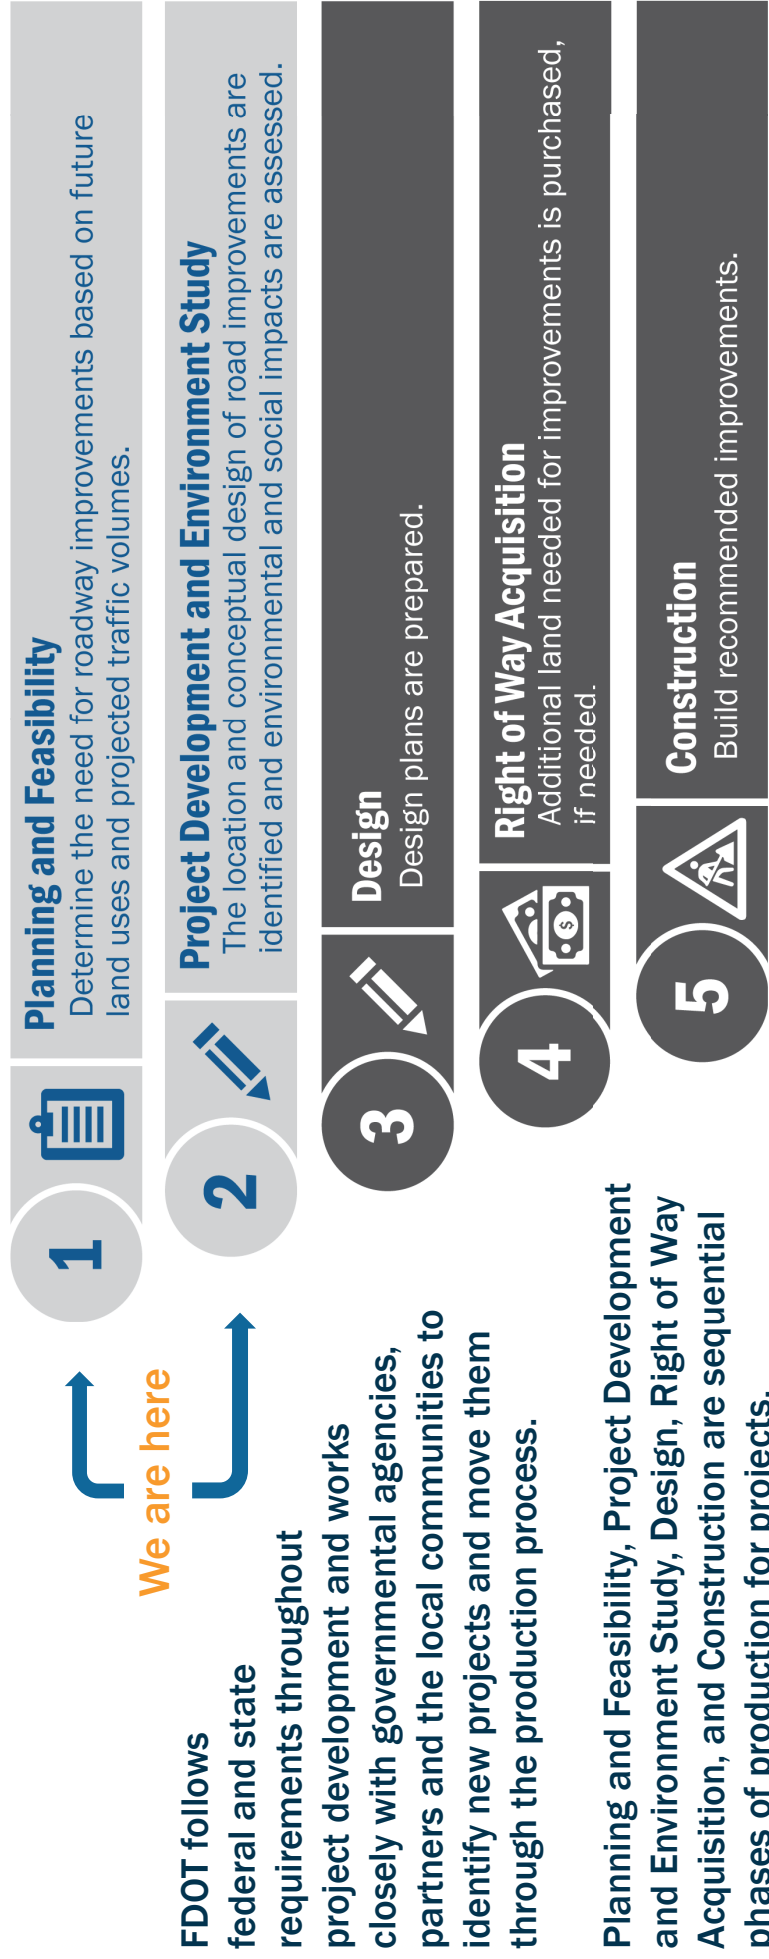 We are here
FDOT follows
federal and state
requirements throughout
project development and works
closely with governmental agencies,
partners and the local communities to
identify new projects and move them
through the production process.
Planning and Feasibility, Project Development
and Environment Study, Design, Right of Way
Acquisition, and Construction are sequential
phases of production for projects.
1
Planning and Feasibility
Determine the need for roadway improvements based on future
land uses and projected traffic volumes.
2
Project Development and Environment Study
The location and conceptual design of road improvements are
identified and environmental and social impacts are assessed.
3
Design
Design plans are prepared.
4
$
Right of Way Acquisition
Additional land needed for improvements is purchased,
if needed.
5
Construction
Build recommended improvements.